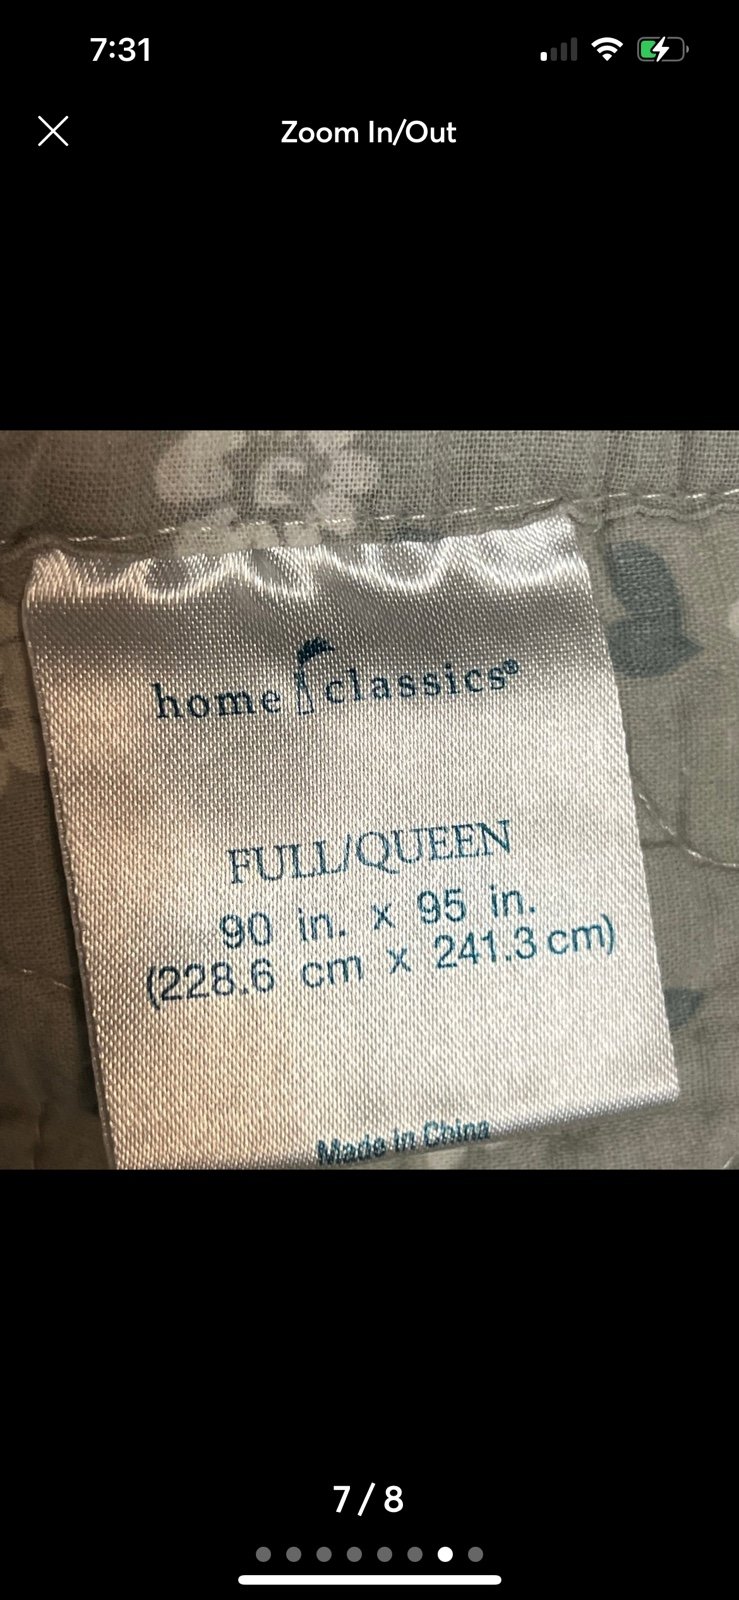 7:31
Zoom In/Out
home classics®
FULL/QUEEN
90 in. x 95 in.
(228.6 cm x 241.3 cm)
Made in China
7 / 8